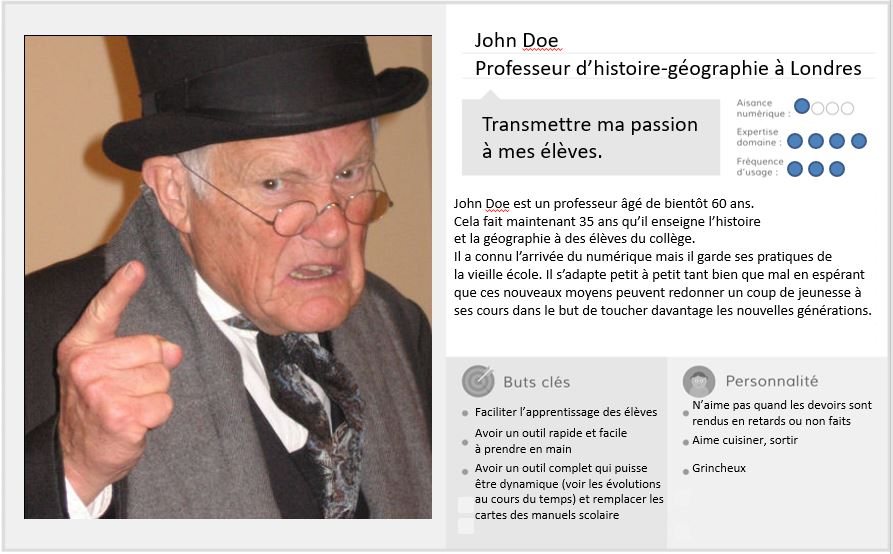 John Doe
Professeur d’histoire-géographie à Londres
Transmettre ma passion
à mes élèves.
Aisance
numérique :
Expertise
domaine :
Fréquence
d’usage :
John Doe est un professeur âgé de bientôt 60 ans.
Cela fait maintenant 35 ans qu’il enseigne l’histoire
et la géographie à des élèves du collège.
Il a connu l’arrivée du numérique mais il garde ses pratiques de
la vieille école. Il s’adapte petit à petit tant bien que mal en espérant
que ces nouveaux moyens peuvent redonner un coup de jeunesse à
ses cours dans le but de toucher davantage les nouvelles générations.
Buts clés
Faciliter l’apprentissage des élèves
Avoir un outil rapide et facile
à prendre en main
Avoir un outil complet qui puisse
être dynamique (voir les évolutions
au cours du temps) et remplacer les
cartes des manuels scolaire
Personnalité
N’aime pas quand les devoirs sont
rendus en retards ou non faits
Aime cuisiner, sortir
Grincheux